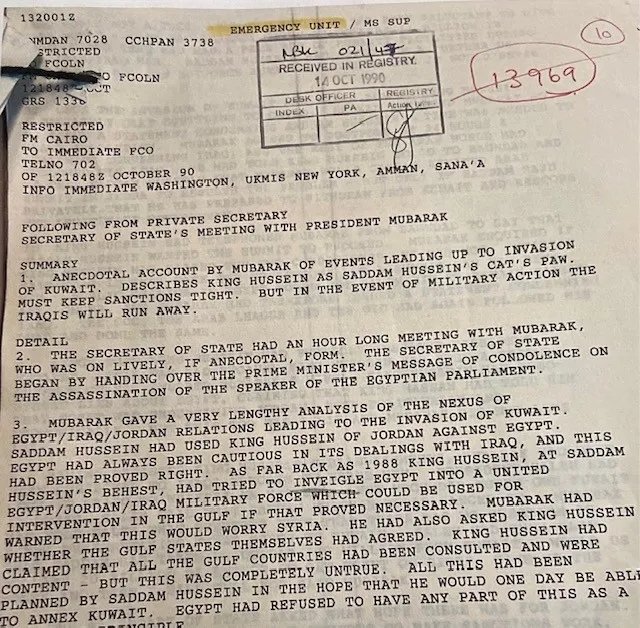 132001Z
EMERGENCY UNIT / MS SUP
MDAN 7028 CCHPAN 3738
STRICTED
FCOLN
FCOLN
GRS
NBK 021/
RECEIVED IN REGISTRY
14 OCT 1990
DESK OFFICER REGISTRY
INDEX PA Action Taken
10
13969
RESTRICTED
FM CAIRO
TO IMMEDIATE FCO
TELNO 702
OF 121848Z OCTOBER 90
INFO IMMEDIATE WASHINGTON, UKMIS NEW YORK, AMMAN, SANA'A
FOLLOWING FROM PRIVATE SECRETARY
SECRETARY OF STATE'S MEETING WITH PRESIDENT MUBARAK
SUMMARY
1. ANECDOTAL ACCOUNT BY MUBARAK OF EVENTS LEADING UP TO INVASION
OF KUWAIT. DESCRIBES KING HUSSEIN AS SADDAM HUSSEIN'S CAT'S PAW.
MUST KEEP SANCTIONS TIGHT. BUT IN THE EVENT OF MILITARY ACTION THE
IRAQIS WILL RUN AWAY.
DETAIL
2. THE SECRETARY OF STATE HAD AN HOUR LONG MEETING WITH MUBARAK,
WHO WAS ON LIVELY, IF ANECDOTAL, FORM. THE SECRETARY OF STATE
BEGAN BY HANDING OVER THE PRIME MINISTER'S MESSAGE OF CONDOLENCE ON
THE ASSASSINATION OF THE SPEAKER OF THE EGYPTIAN PARLIAMENT.
3. MUBARAK GAVE A VERY LENGTHY ANALYSIS OF THE NEXUS OF
EGYPT/IRAQ/JORDAN RELATIONS LEADING TO THE INVASION OF KUWAIT.
SADDAM HUSSEIN HAD USED KING HUSSEIN OF JORDAN AGAINST EGYPT.
EGYPT HAD ALWAYS BEEN CAUTIOUS IN ITS DEALINGS WITH IRAQ, AND THIS
HAD BEEN PROVED RIGHT. AS FAR BACK AS 1988 KING HUSSEIN, AT SADDAM
HUSSEIN'S BEHEST, HAD TRIED TO INVEIGLE EGYPT INTO A UNITED
EGYPT/JORDAN/IRAQ MILITARY FORCE WHICH COULD BE USED FOR
INTERVENTION IN THE GULF IF THAT PROVED NECESSARY. MUBARAK HAD
WARNED THAT THIS WOULD WORRY SYRIA. HE HAD ALSO ASKED KING HUSSEIN
WHETHER THE GULF STATES THEMSELVES HAD AGREED. KING HUSSEIN HAD
CLAIMED THAT ALL THE GULF COUNTRIES HAD BEEN CONSULTED AND WERE
CONTENT - BUT THIS WAS COMPLETELY UNTRUE. ALL THIS HAD BEEN
PLANNED BY SADDAM HUSSEIN IN THE HOPE THAT HE WOULD ONE DAY BE ABL
TO ANNEX KUWAIT. EGYPT HAD REFUSED TO HAVE ANY PART OF THIS AS A
PRINCIPLE